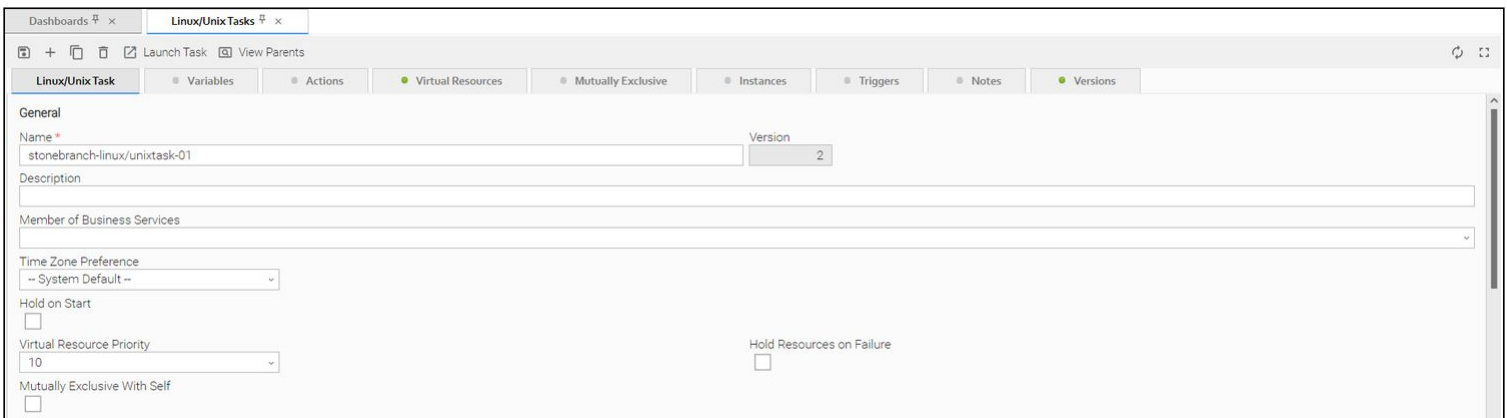 Dashboards ×
Linux/Unix Tasks ×
Launch Task View Parents
Linux/Unix Task Variables Actions Virtual Resources Mutually Exclusive Instances Triggers Notes Versions
General
Name * Version
stonebranch-linux/unixtask-01 2
Description
Member of Business Services
Time Zone Preference
-- System Default --
Hold on Start
Virtual Resource Priority Hold Resources on Failure
10
Mutually Exclusive With Self